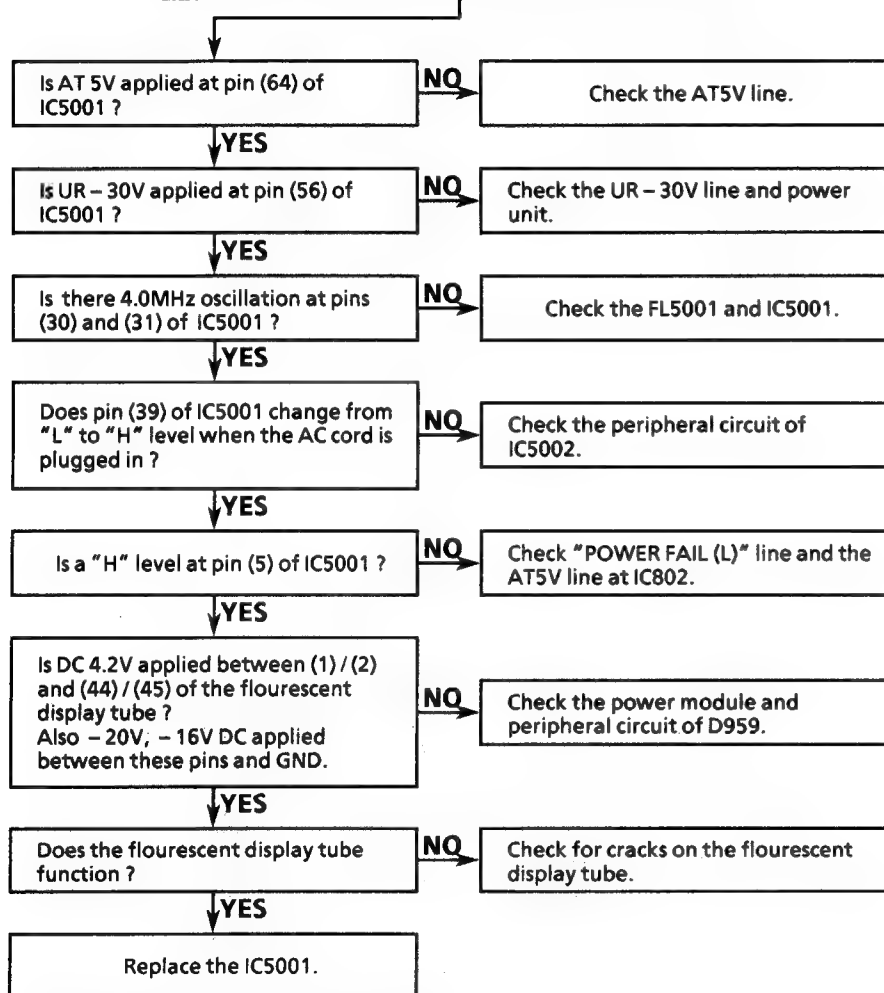 Is AT 5V applied at pin (64) of
IC5001 ?
NO
Check the AT5V line.
YES
Is UR – 30V applied at pin (56) of
IC5001 ?
NO
Check the UR – 30V line and power
unit.
YES
Is there 4.0MHz oscillation at pins
(30) and (31) of IC5001 ?
NO
Check the FL5001 and IC5001.
YES
Does pin (39) of IC5001 change from
"L" to "H" level when the AC cord is
plugged in ?
NO
Check the peripheral circuit of
IC5002.
YES
Is a "H" level at pin (5) of IC5001 ?
NO
Check "POWER FAIL (L)" line and the
AT5V line at IC802.
YES
Is DC 4.2V applied between (1) / (2)
and (44) / (45) of the flourescent
display tube ?
Also – 20V, – 16V DC applied
between these pins and GND.
NO
Check the power module and
peripheral circuit of D959.
YES
Does the flourescent display tube
function ?
NO
Check for cracks on the flourescent
display tube.
YES
Replace the IC5001.